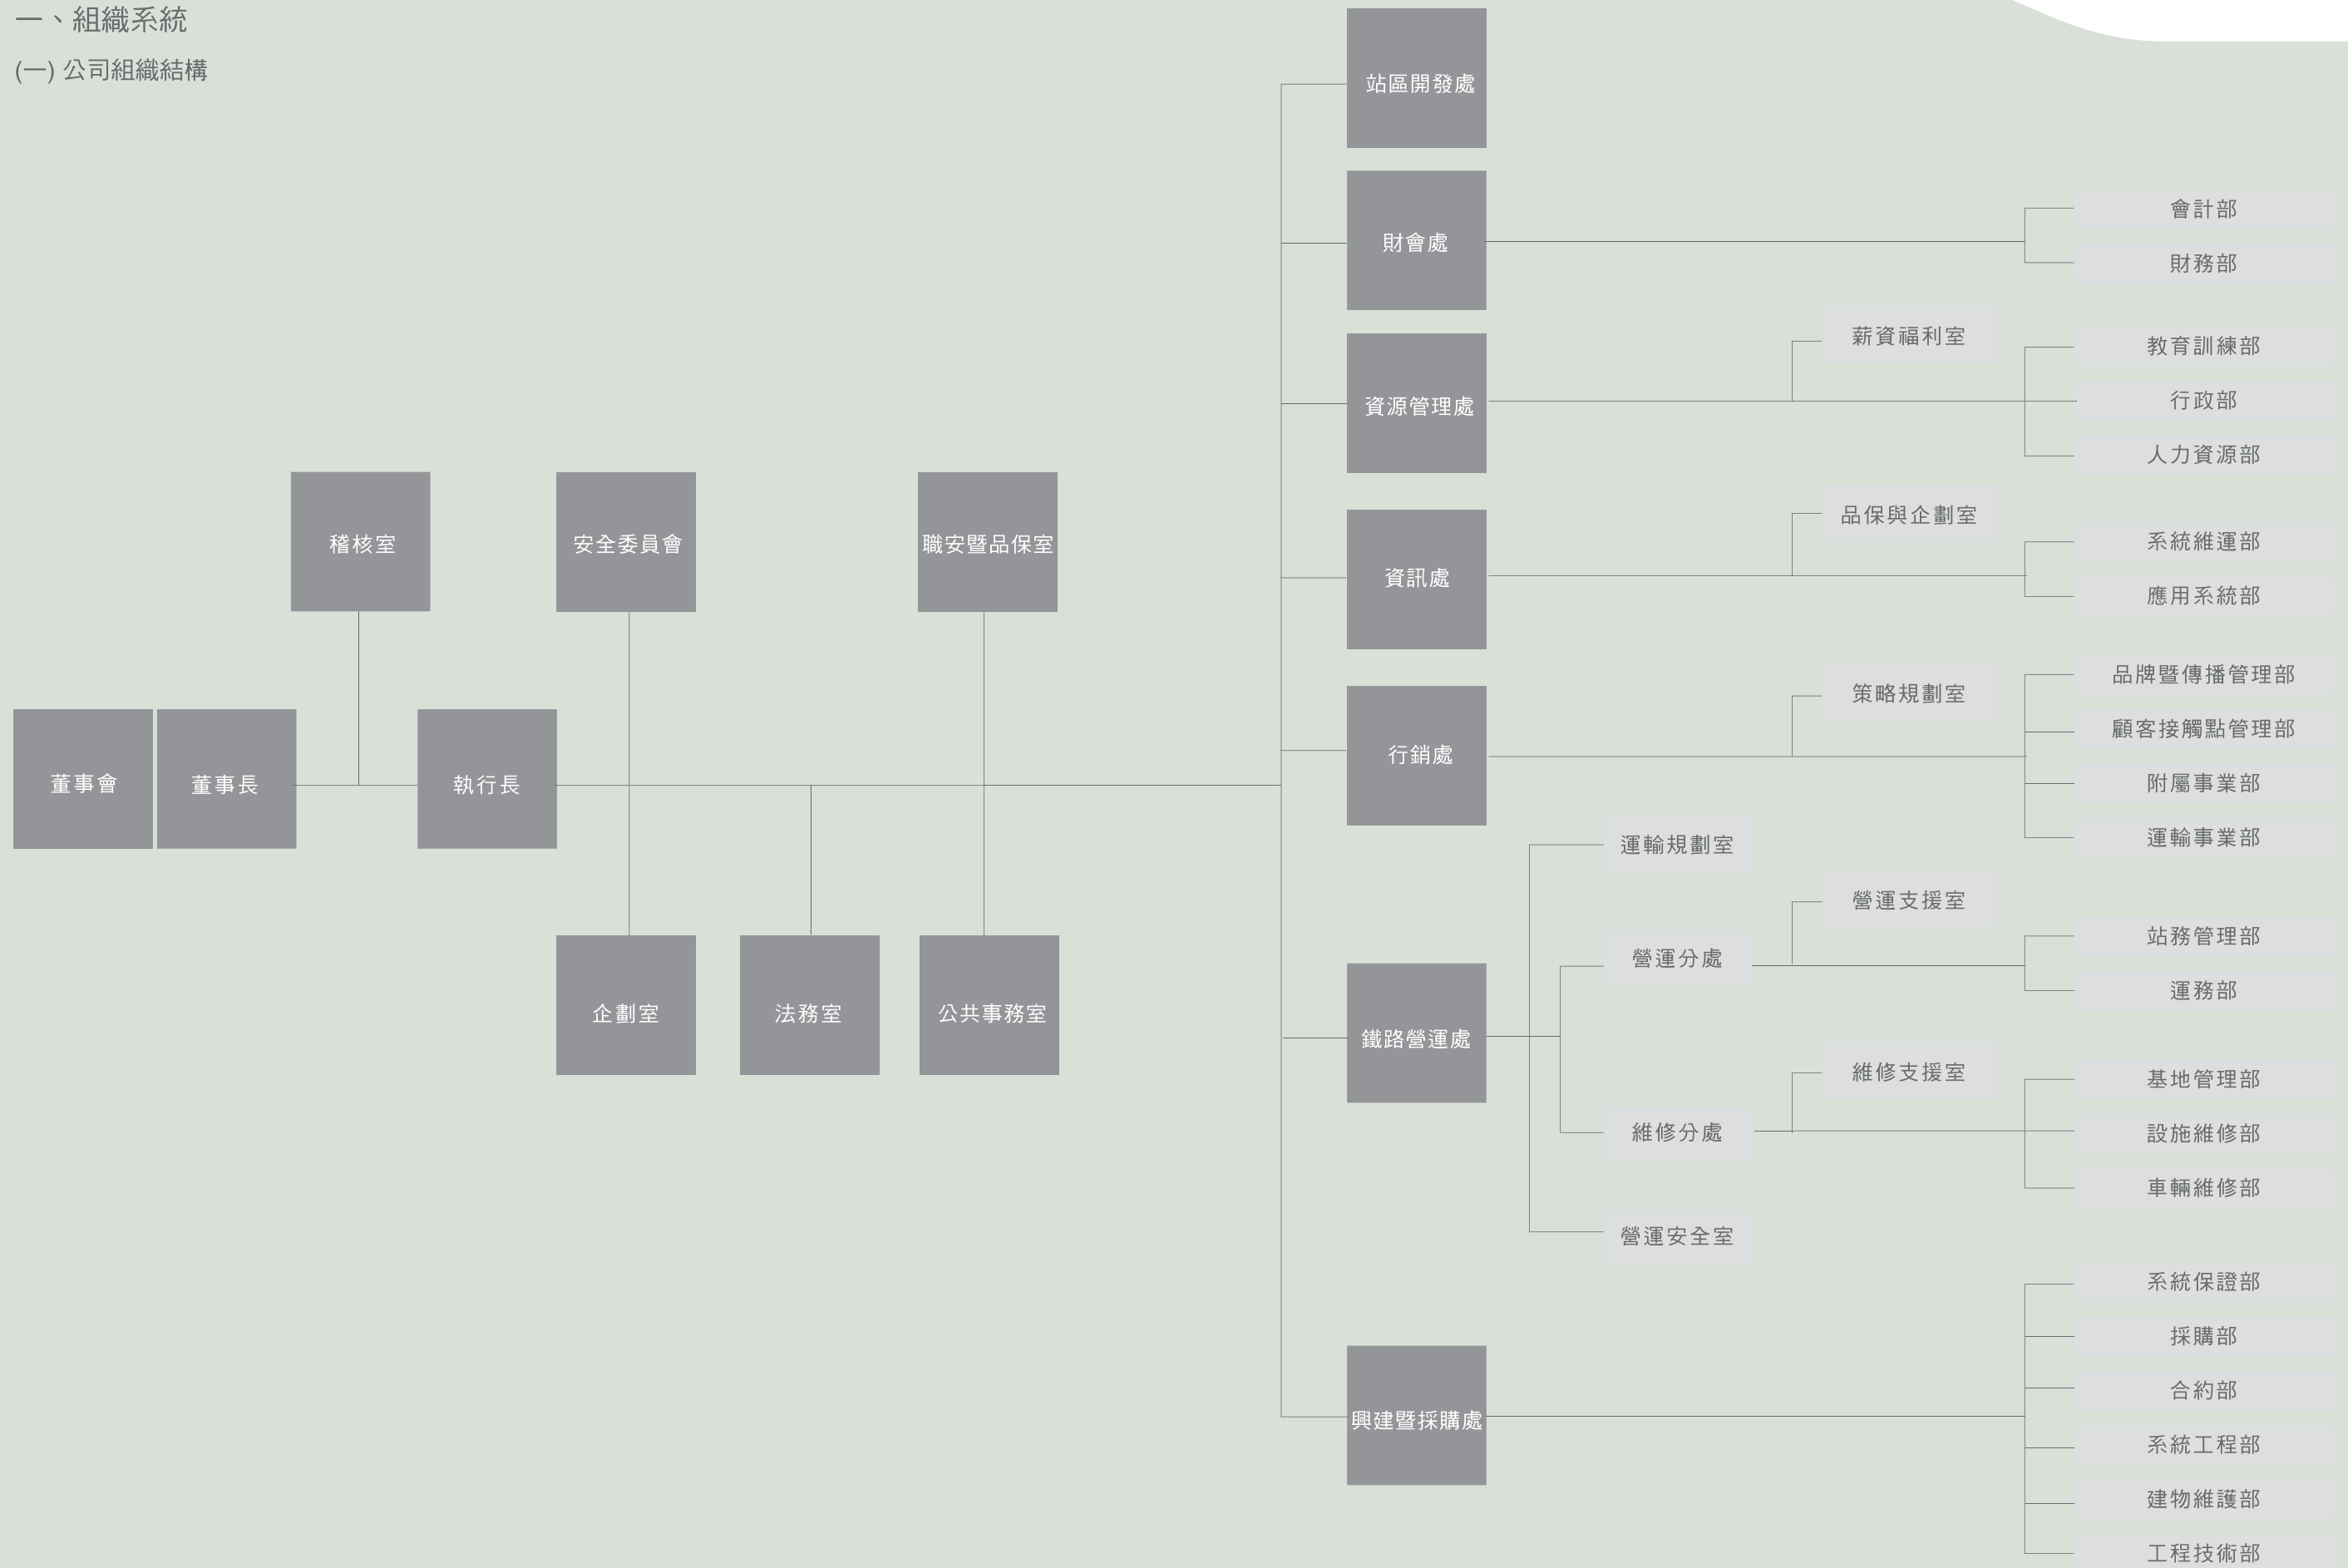 一、組織系統
(一) 公司組織結構
董事會
董事長
稽核室
執行長
安全委員會
職安暨品保室
企劃室
法務室
公共事務室
站區開發處
財會處
會計部
財務部
資源管理處
薪資福利室
教育訓練部
行政部
人力資源部
資訊處
品保與企劃室
系統維運部
應用系統部
行銷處
策略規劃室
品牌暨傳播管理部
顧客接觸點管理部
附屬事業部
運輸事業部
鐵路營運處
運輸規劃室
營運分處
營運支援室
站務管理部
運務部
維修分處
維修支援室
基地管理部
設施維修部
車輛維修部
營運安全室
興建暨採購處
系統保證部
採購部
合約部
系統工程部
建物維護部
工程技術部